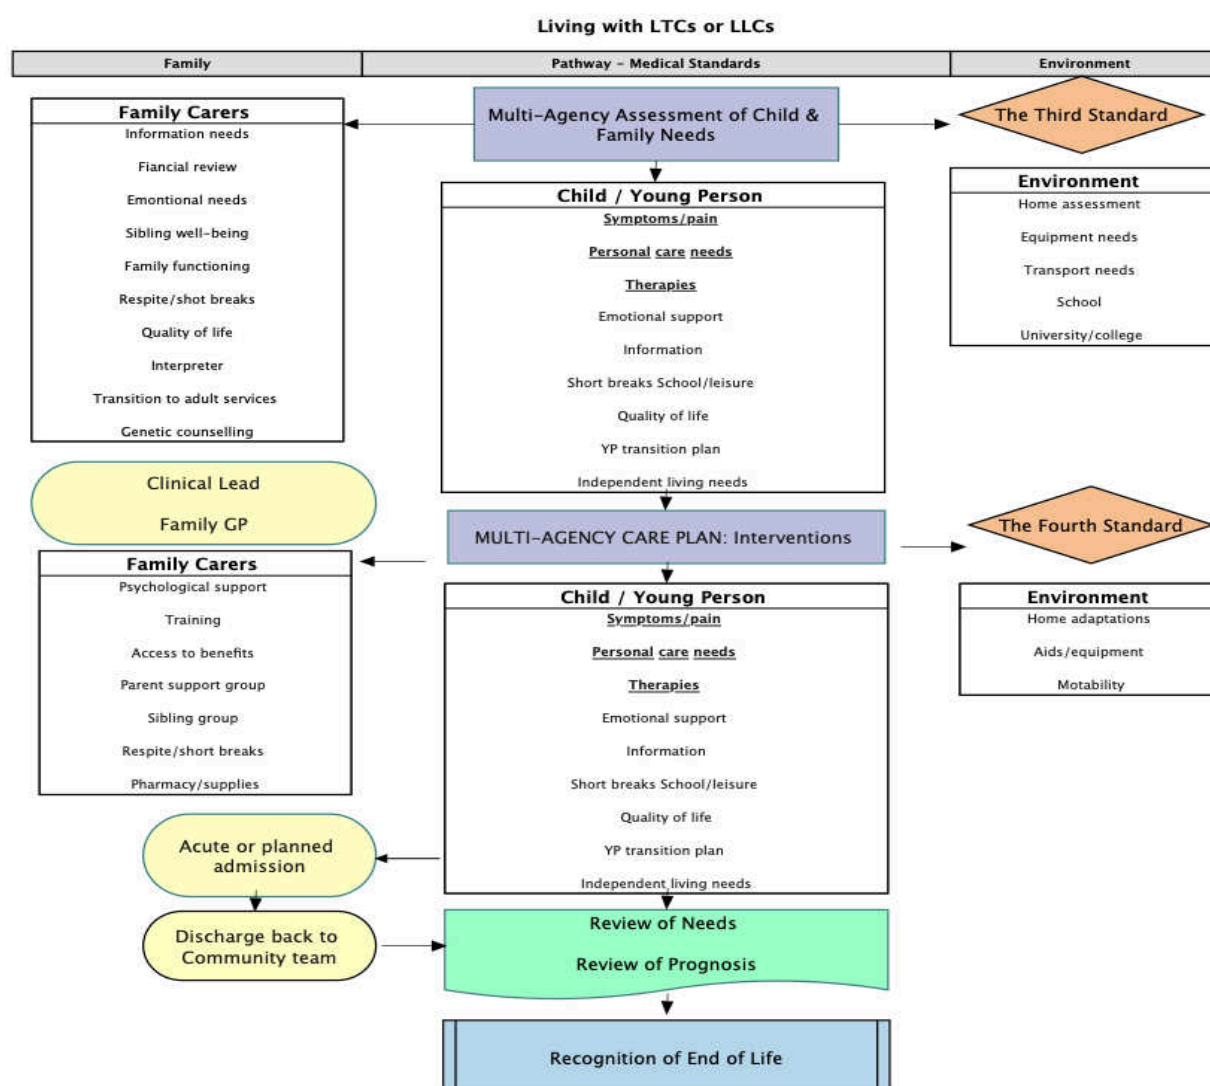 Living with LTCs or LLCs
Family
Pathway - Medical Standards
Environment
Multi-Agency Assessment of Child &
Family Needs
The Third Standard
Family Carers
Information needs
Fiancial review
Emontional needs
Sibling well-being
Family functioning
Respite/shot breaks
Quality of life
Interpreter
Transition to adult services
Genetic counselling
Child / Young Person
Symptoms/pain
Personal care needs
Therapies
Emotional support
Information
Short breaks School/leisure
Quality of life
YP transition plan
Independent living needs
Environment
Home assessment
Equipment needs
Transport needs
School
University/college
Clinical Lead
Family GP
MULTI-AGENCY CARE PLAN: Interventions
The Fourth Standard
Family Carers
Psychological support
Training
Access to benefits
Parent support group
Sibling group
Respite/short breaks
Pharmacy/supplies
Child / Young Person
Symptoms/pain
Personal care needs
Therapies
Emotional support
Information
Short breaks School/leisure
Quality of life
YP transition plan
Independent living needs
Environment
Home adaptations
Aids/equipment
Motability
Acute or planned
admission
Discharge back to
Community team
Review of Needs
Review of Prognosis
Recognition of End of Life